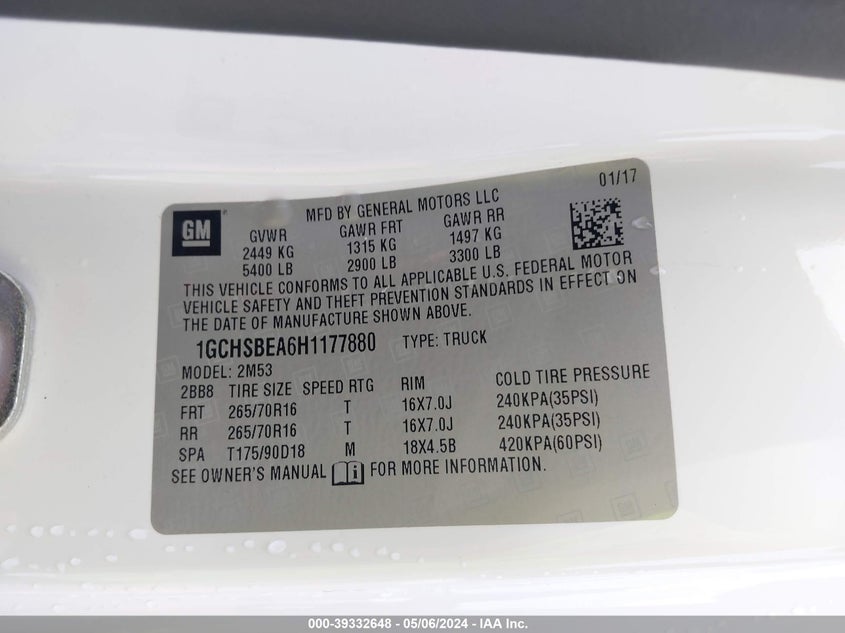 01/17
GM
MFD BY GENERAL MOTORS LLC
GVWR GAWR FRT GAWR RR
2449 KG 1315 KG 1497 KG
5400 LB 2900 LB 3300 LB
THIS VEHICLE CONFORMS TO ALL APPLICABLE U.S. FEDERAL MOTOR
VEHICLE SAFETY AND THEFT PREVENTION STANDARDS IN EFFECT ON
THE DATE OF MANUFACTURE SHOWN ABOVE.
1GCHSBEA6H1177880 TYPE: TRUCK
MODEL: 2M53
2BB8 TIRE SIZE SPEED RTG RIM COLD TIRE PRESSURE
FRT 265/70R16 T 16X7.0J 240KPA(35PSI)
RR 265/70R16 T 16X7.0J 240KPA(35PSI)
SPA T175/90D18 M 18X4.5B 420KPA(60PSI)
SEE OWNER'S MANUAL FOR MORE INFORMATION.
000-39332648 - 05/06/2024 - IAA Inc.